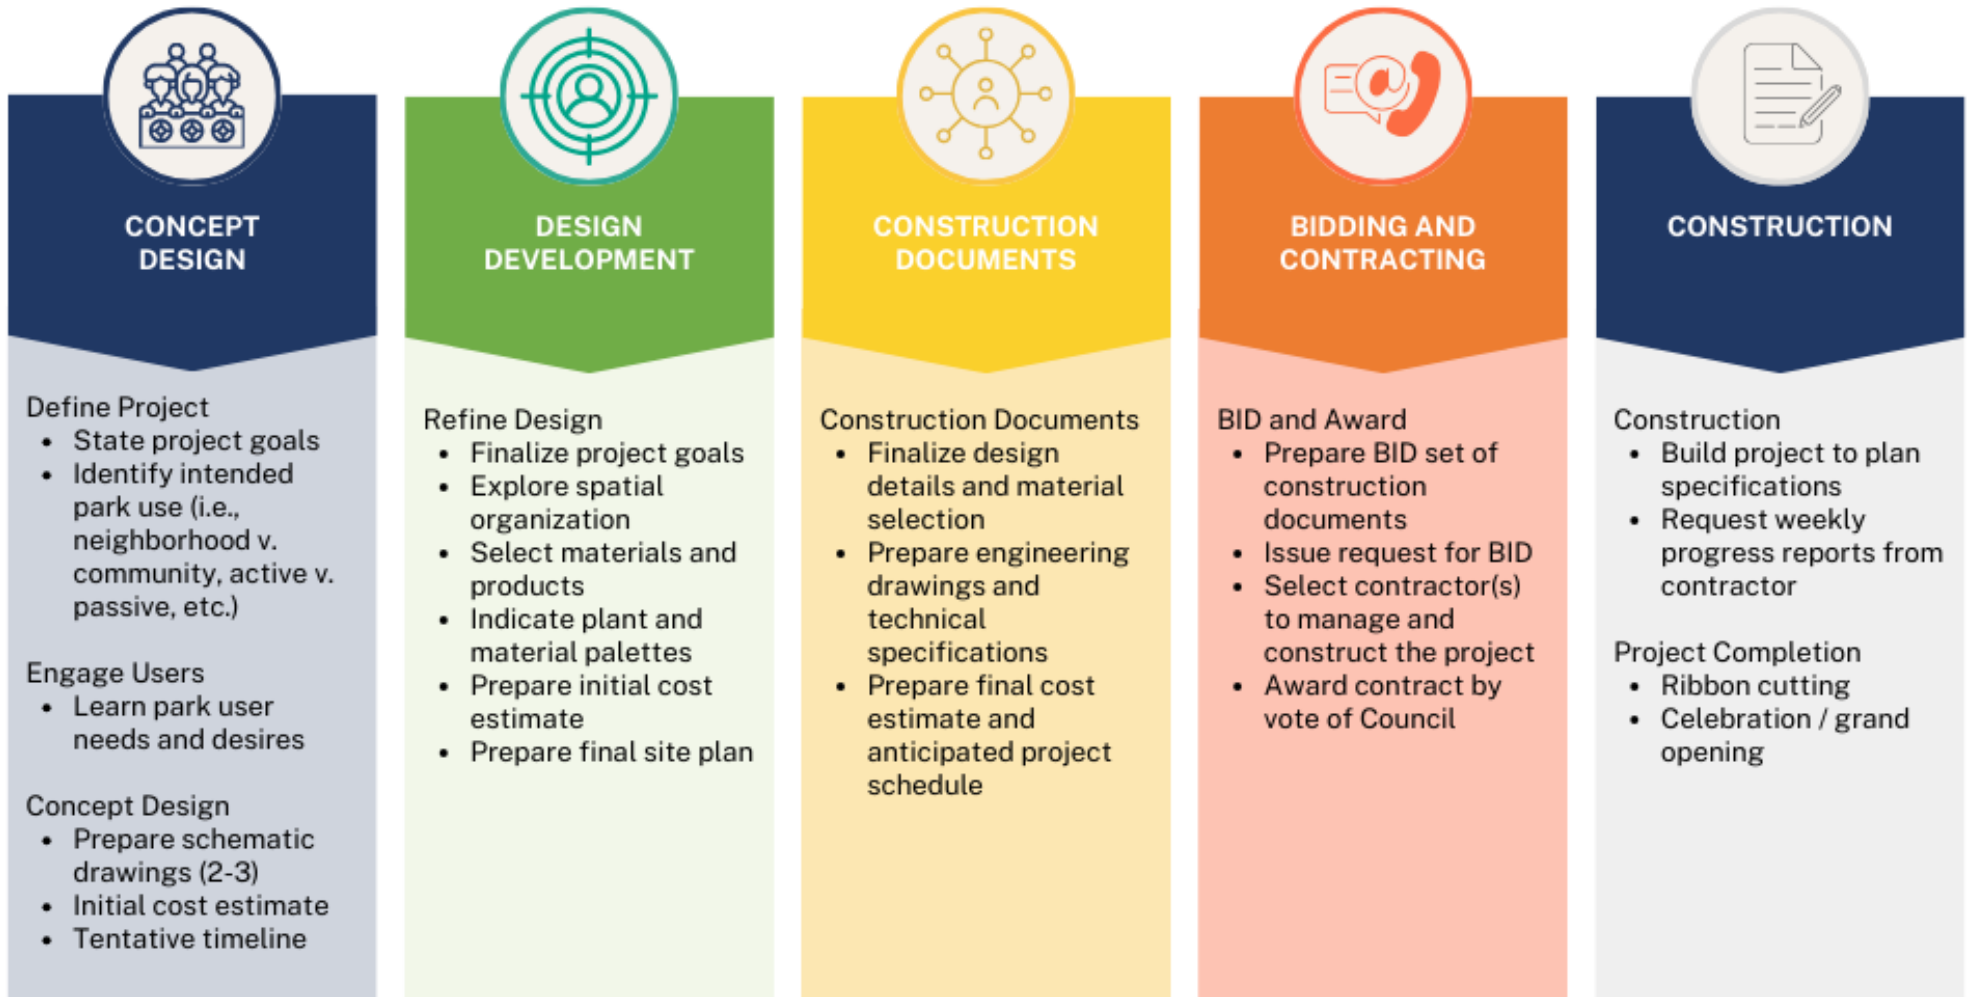 CONCEPT
DESIGN
Define Project
• State project goals
• Identify intended
park use (i.e.,
neighborhood v.
community, active v.
passive, etc.)
Engage Users
• Learn park user
needs and desires
Concept Design
• Prepare schematic
drawings (2-3)
• Initial cost estimate
• Tentative timeline
DESIGN
DEVELOPMENT
Refine Design
• Finalize project goals
• Explore spatial
organization
• Select materials and
products
• Indicate plant and
material palettes
• Prepare initial cost
estimate
• Prepare final site plan
CONSTRUCTION
DOCUMENTS
Construction Documents
• Finalize design
details and material
selection
• Prepare engineering
drawings and
technical
specifications
• Prepare final cost
estimate and
anticipated project
schedule
BIDDING AND
CONTRACTING
BID and Award
• Prepare BID set of
construction
documents
• Issue request for BID
• Select contractor(s)
to manage and
construct the project
• Award contract by
vote of Council
CONSTRUCTION
Construction
• Build project to plan
specifications
• Request weekly
progress reports from
contractor
Project Completion
• Ribbon cutting
• Celebration / grand
opening